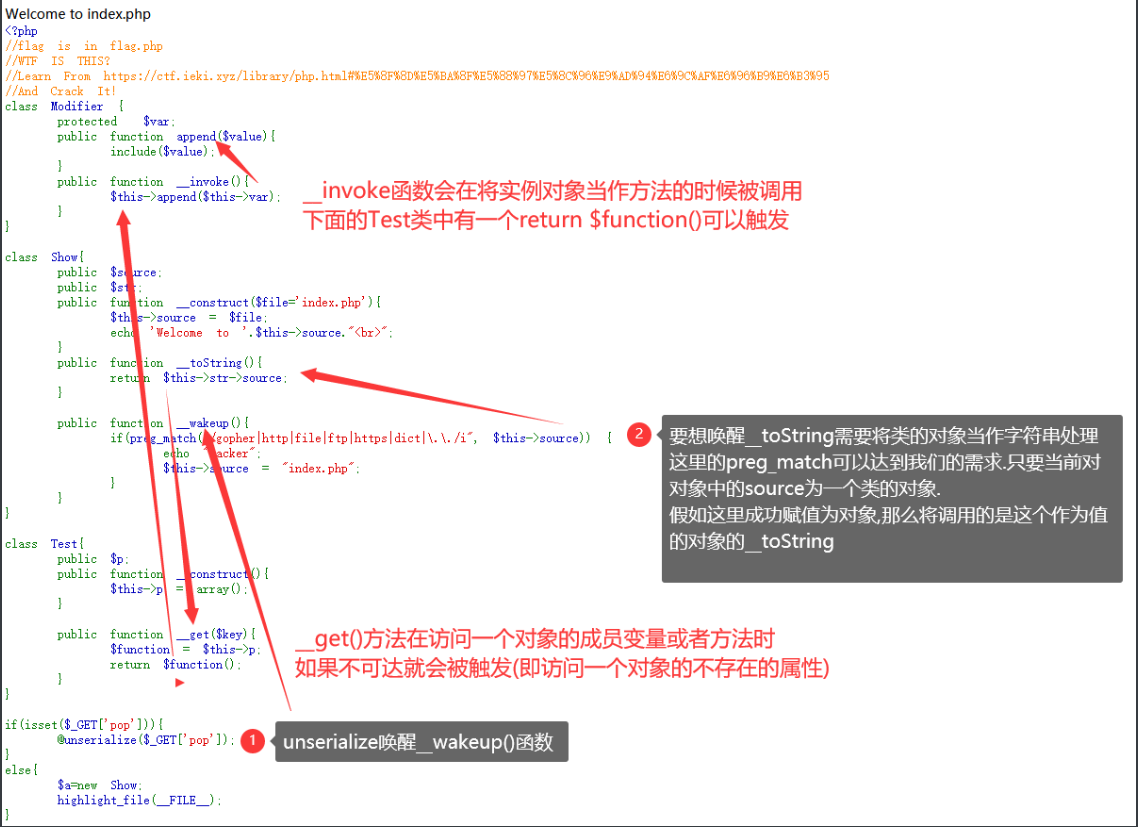 Welcome to index.php
<?php
//flag is in flag.php
//WTF IS THIS?
//Learn From https://ctf.ieki.xyz/library/php.html#%E5%8F%8D%E5%BA%8F%E5%88%97%E5%8C%96%E9%AD%94%E6%9C%AF%E6%96%B9%E6%B3%95
//And Crack It!
class Modifier {
protected $var;
public function append($value){
include($value);
}
public function __invoke(){
$this->append($this->var);
}
}
__invoke函数会在将实例对象当作方法的时候被调用
下面的Test类中有一个return $function()可以触发
class Show{
public $source;
public $str;
public function __construct($file='index.php'){
$this->source = $file;
echo 'Welcome to '.$this->source."<br>";
}
public function __toString(){
return $this->str->source;
}
public function __wakeup(){
if(preg_match( gopher|http|file|ftp|https|dict|\.\./i", $this->source)) {
echo " acker";
$this->source = "index.php";
}
}
}
2
要想唤醒__toString需要将类的对象当作字符串处理
这里的preg_match可以达到我们的需求.只要当前对
对象中的source为一个类的对象.
假如这里成功赋值为对象,那么将调用的是这个作为值
的对象的__toString
class Test{
public $p;
public function __construct(){
$this->p = array();
}
public function __get($key){
$function = $this->p;
return $function();
}
}
__get()方法在访问一个对象的成员变量或者方法时
如果不可达就会被触发(即访问一个对象的不存在的属性)
if(isset($_GET['pop'])){
@unserialize($_GET['pop']);
1
unserialize唤醒__wakeup()函数
}
else{
$a=new Show;
highlight_file(__FILE__);
}